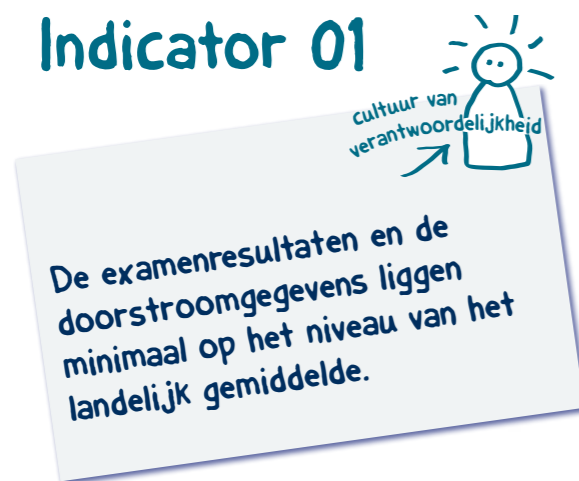 Indicator 01
cultuur van
verantwoordelijkheid
De examenresultaten en de
doorstroomgegevens liggen
minimaal op het niveau van het
landelijk gemiddelde.